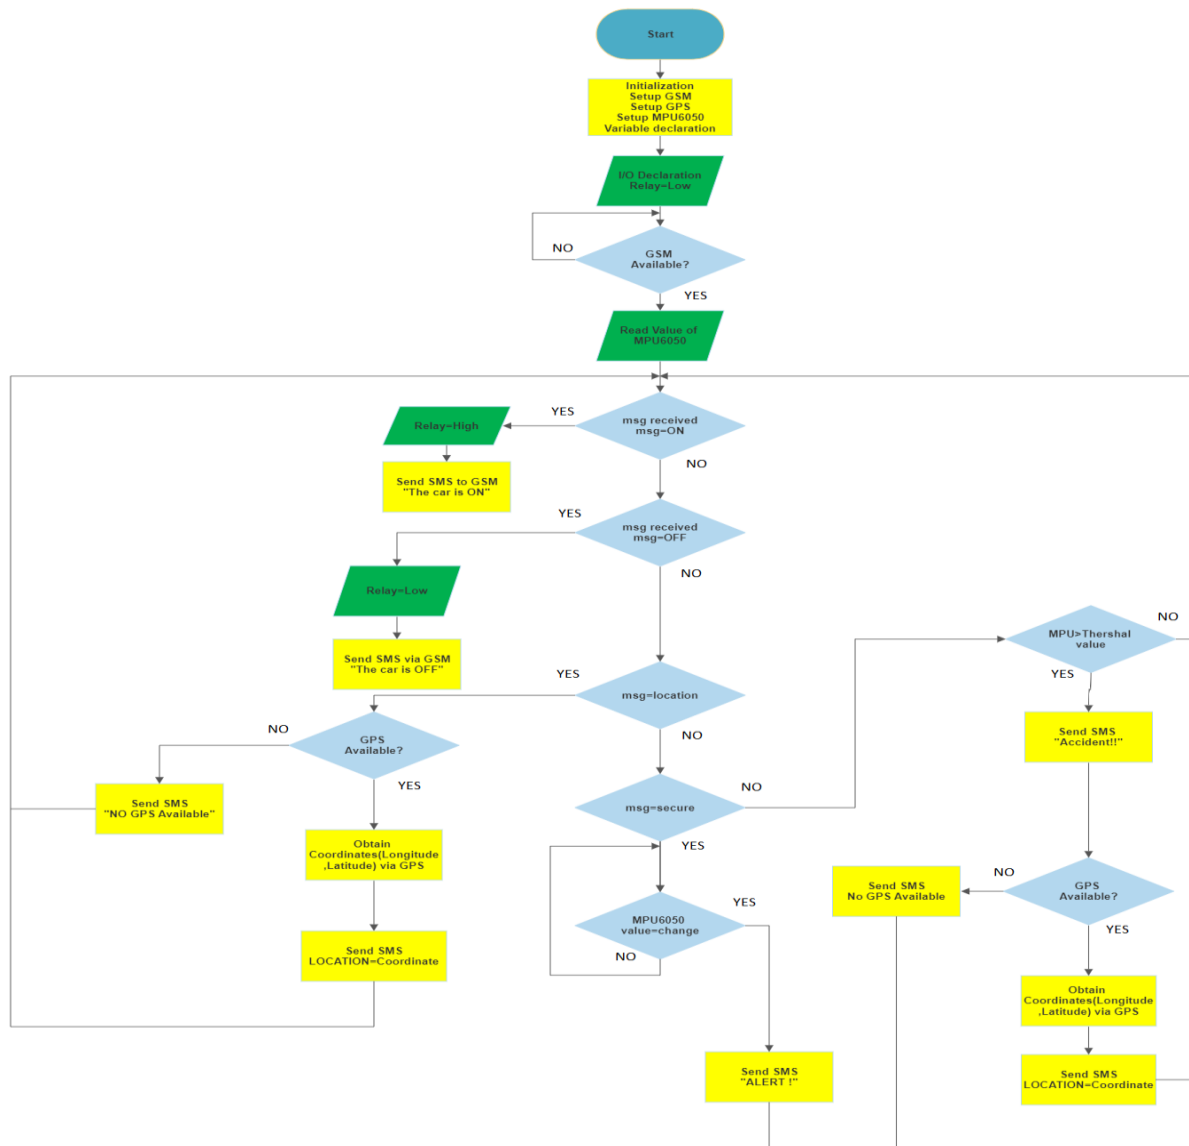 Start
Initialization
Setup GSM
Setup GPS
Setup MPU6050
Variable declaration
I/O Declaration
Relay=Low
NO
GSM
Available?
YES
Read Value of
MPU6050
YES
Relay=High
msg received
msg=ON
NO
Send SMS to GSM
"The car is ON"
YES
msg received
msg=OFF
NO
Relay=Low
Send SMS via GSM
"The car is OFF"
YES
msg=location
NO
NO
GPS
Available?
YES
Send SMS
"NO GPS Available"
Obtain
Coordinates(Longitude
,Latitude) via GPS
Send SMS
LOCATION=Coordinate
msg=secure
NO
YES
MPU6050
value=change
YES
NO
Send SMS
"ALERT !"
MPU>Thershal
value
NO
YES
Send SMS
"Accident!!"
GPS
Available?
NO
YES
Send SMS
No GPS Available
Obtain
Coordinates(Longitude
,Latitude) via GPS
Send SMS
LOCATION=Coordinate